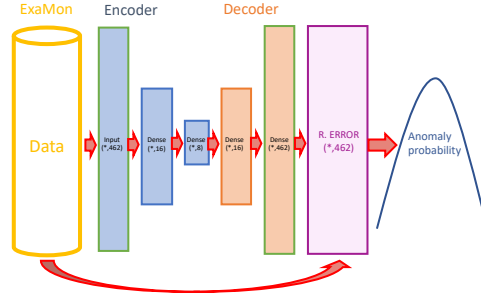 ExaMon
Encoder
Decoder
Data
Input
(*,462)
Dense
(*,16)
Dense
(*,8)
Dense
(*,16)
Dense
(*,462)
R. ERROR
(*,462)
Anomaly
probability